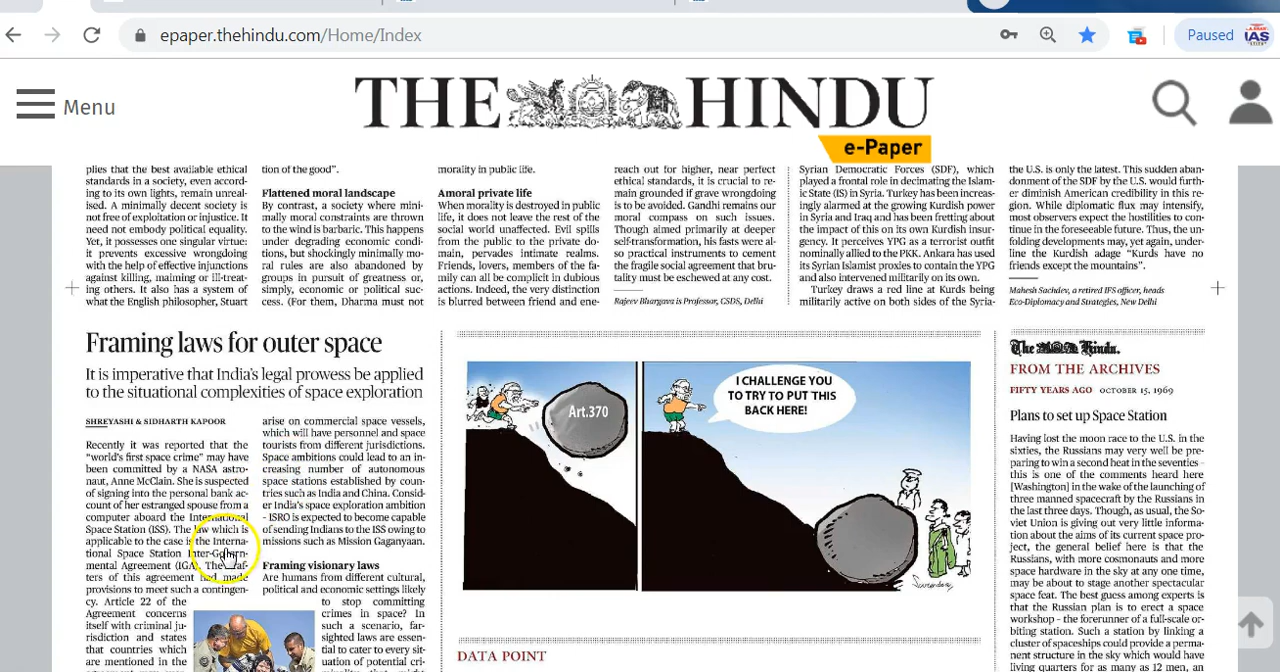 epaper.thehindu.com/Home/Index
Paused
IAS
Menu
THE HINDU
e-Paper
plies that the best available ethical
standards in a society, even accord-
ing to its own lights, remain unreal-
ised. A minimally decent society is
not free of exploitation or injustice. It
need not embody political equality.
Yet, it possesses one singular virtue:
it prevents excessive wrongdoing
with the help of effective injunctions
against killing, maiming or ill-treat-
ing others. It also has a system of
what the English philosopher, Stuart
tion of the good”.
Flattened moral landscape
By contrast, a society where mini-
mally moral constraints are thrown
to the wind is barbaric. This happens
under degrading economic condi-
tions, but shockingly minimally mo-
ral rules are also abandoned by
groups in pursuit of greatness or,
simply, economic or political suc-
cess. (For them, Dharma must not
morality in public life.
Amoral private life
When morality is destroyed in public
life, it does not leave the rest of the
social world unaffected. Evil spills
from the public to the private do-
main, pervades intimate realms.
Friends, lovers, members of the fa-
mily can all be complicit in dubious
actions. Indeed, the very distinction
is blurred between friend and ene-
reach out for higher, near perfect
ethical standards, it is crucial to re-
main grounded if grave wrongdoing
is to be avoided. Gandhi remains our
moral compass on such issues.
Though aimed primarily at deeper
self-transformation, his fasts were al-
so practical instruments to cement
the fragile social agreement that bru-
tality must be eschewed at any cost.
Rajeev Bhargava is Professor, CSDS, Delhi
Syrian Democratic Forces (SDF), which
played a frontal role in decimating the Islam-
ic State (IS) in Syria. Turkey has been increas-
ingly alarmed at the growing Kurdish power
in Syria and Iraq and has been fretting about
the impact of this on its own Kurdish insur-
gency. It perceives YPG as a terrorist outfit
nominally allied to the PKK. Ankara has used
its Syrian Islamist proxies to contain the YPG
and also intervened militarily on its own.
Turkey drew a red line at Kurds being
militarily active on both sides of the Syria-
the U.S. is only the latest. This sudden aban-
donment of the SDF by the U.S. would furth-
er diminish American credibility in this re-
gion. While diplomatic flux may intensify,
most observers expect the hostilities to con-
tinue in the foreseeable future. Thus, the un-
folding developments may, yet again, under-
line the Kurdish adage “Kurds have no
friends except the mountains”.
Mahesh Sachdev, a retired IFS officer, heads
Eco-Diplomacy and Strategies, New Delhi
Framing laws for outer space
It is imperative that India’s legal prowess be applied
to the situational complexities of space exploration
SHREYASHI & SIDHARTH KAPOOR
Recently it was reported that the
“world’s first space crime” may have
been committed by a NASA astro-
naut, Anne McClain. She is suspected
of signing into the personal bank ac-
count of her estranged spouse from a
computer aboard the International
Space Station (ISS). The law which is
applicable to the case is the Interna-
tional Space Station Inter-Govern-
mental Agreement (IGA). The draf-
ters of this agreement had made
provisions to meet such a contingen-
cy. Article 22 of the
Agreement concerns
itself with criminal ju-
risdiction and states
that countries which
are mentioned in the
arise on commercial space vessels,
which will have personnel and space
tourists from different jurisdictions.
Space ambitions could lead to an in-
creasing number of autonomous
space stations established by coun-
tries such as India and China. Consid-
er India’s space exploration ambition
- ISRO is expected to become capable
of sending Indians to the ISS owing to
missions such as Mission Gaganyaan.
Framing visionary laws
Are humans from different cultural,
political and economic settings likely
to stop committing
crimes in space? In
such a scenario, far-
sighted laws are essen-
tial to cater to every sit-
uation of potential cri-
Art.370
I CHALLENGE YOU
TO TRY TO PUT THIS
BACK HERE!
Surendra
DATA POINT
The Hindu.
FROM THE ARCHIVES
FIFTY YEARS AGO OCTOBER 15, 1969
Plans to set up Space Station
Having lost the moon race to the U.S. in the
sixties, the Russians may very well be pre-
paring to win a second heat in the seventies -
this is one of the comments heard here
[Washington] in the wake of the launching of
three manned spacecraft by the Russians in
the last three days. Though, as usual, the So-
viet Union is giving out very little informa-
tion about the aims of its current space pro-
ject, the general belief here is that the
Russians, with more cosmonauts and more
space hardware in the sky at any one time,
may be about to stage another spectacular
space feat. The best guess among experts is
that the Russian plan is to erect a space
workshop - the forerunner of a full-scale or-
biting station. Such a station by linking a
cluster of spaceships could provide a perma-
nent structure in the sky which would have
living quarters for as many as 12 men, an